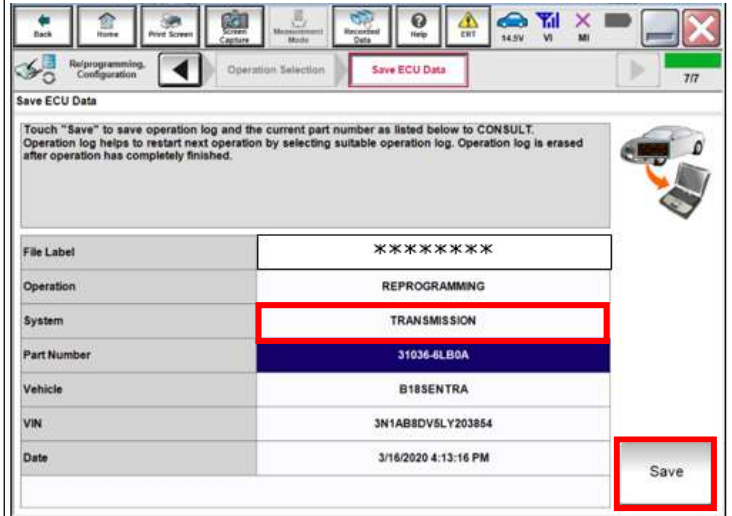 Back
Home
Print Screen
Screen Capture
Measurement Mode
Recorded Data
Help
ERT
14.5V
VI
MI
Re/programming, Configuration
Operation Selection
Save ECU Data
7/7
Save ECU Data
Touch "Save" to save operation log and the current part number as listed below to CONSULT.
Operation log helps to restart next operation by selecting suitable operation log. Operation log is erased
after operation has completely finished.
File Label ********
Operation REPROGRAMMING
System TRANSMISSION
Part Number 31036-6LB0A
Vehicle B18SENTRA
VIN 3N1AB8DV5LY203854
Date 3/16/2020 4:13:16 PM
Save